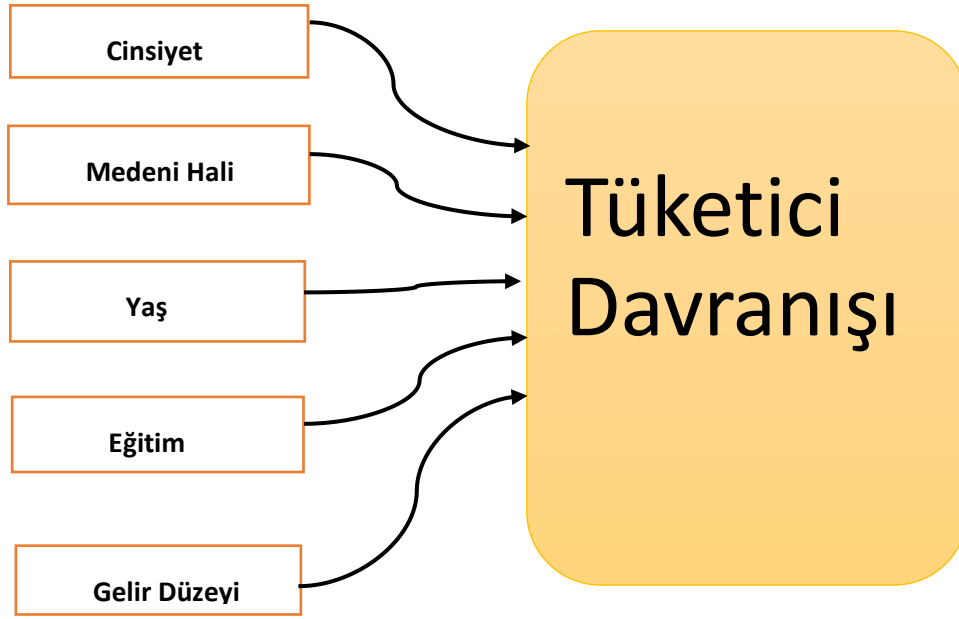 Cinsiyet
Medeni Hali
Yaş
Eğitim
Gelir Düzeyi
Tüketici
Davranışı